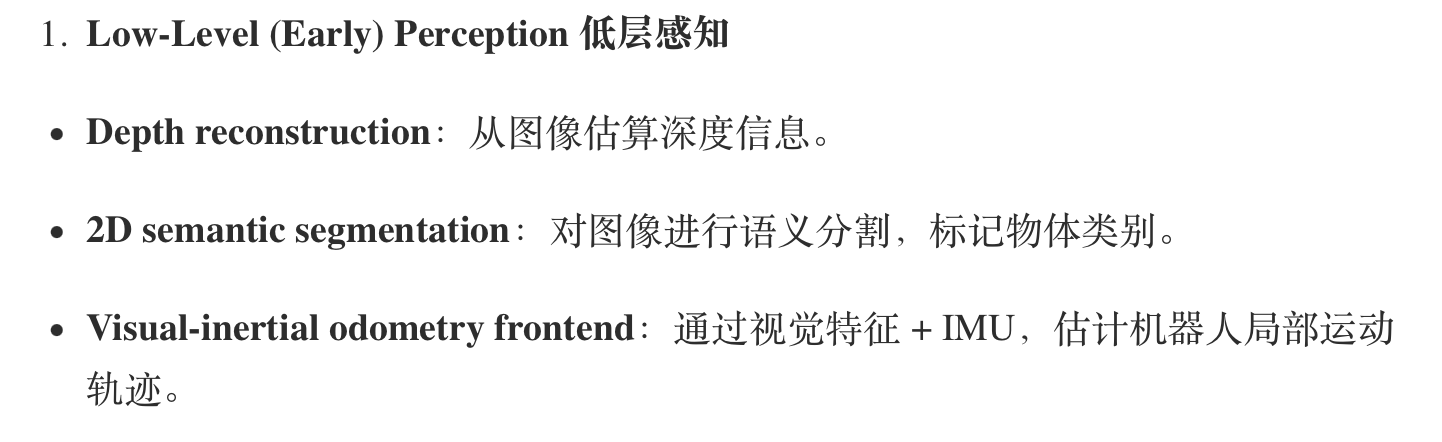 1. Low-Level (Early) Perception 低层感知
• Depth reconstruction：从图像估算深度信息。
• 2D semantic segmentation：对图像进行语义分割，标记物体类别。
• Visual-inertial odometry frontend：通过视觉特征 + IMU，估计机器人局部运动
轨迹。